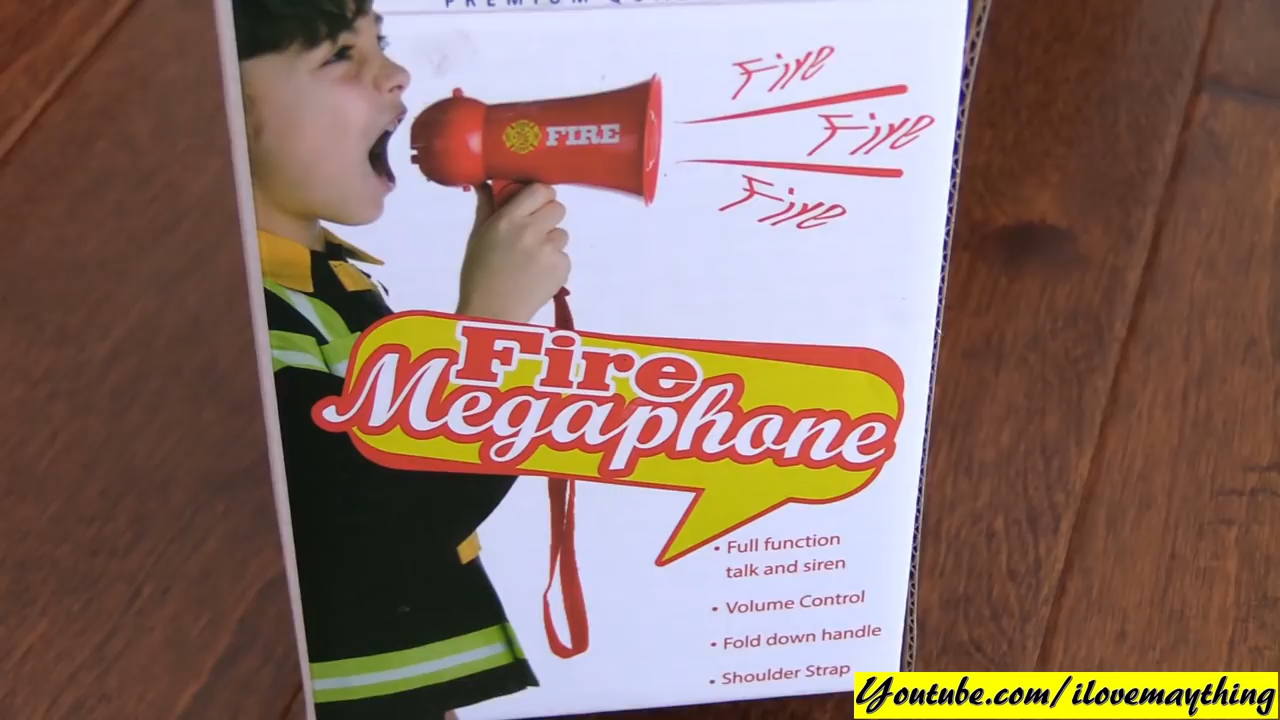 PREMIUM
FIRE
Fire
Fire
Fire
Fire
Megaphone
• Full function
talk and siren
• Volume Control
• Fold down handle
• Shoulder Strap
Youtube.com/ilovemaything